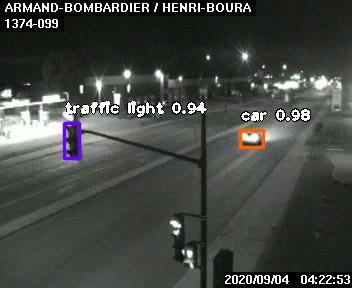 ARMAND-BOMBARDIER / HENRI-BOURA
1374-099
traffic light 0.94
car 0.98
2020/09/04 04:22:53